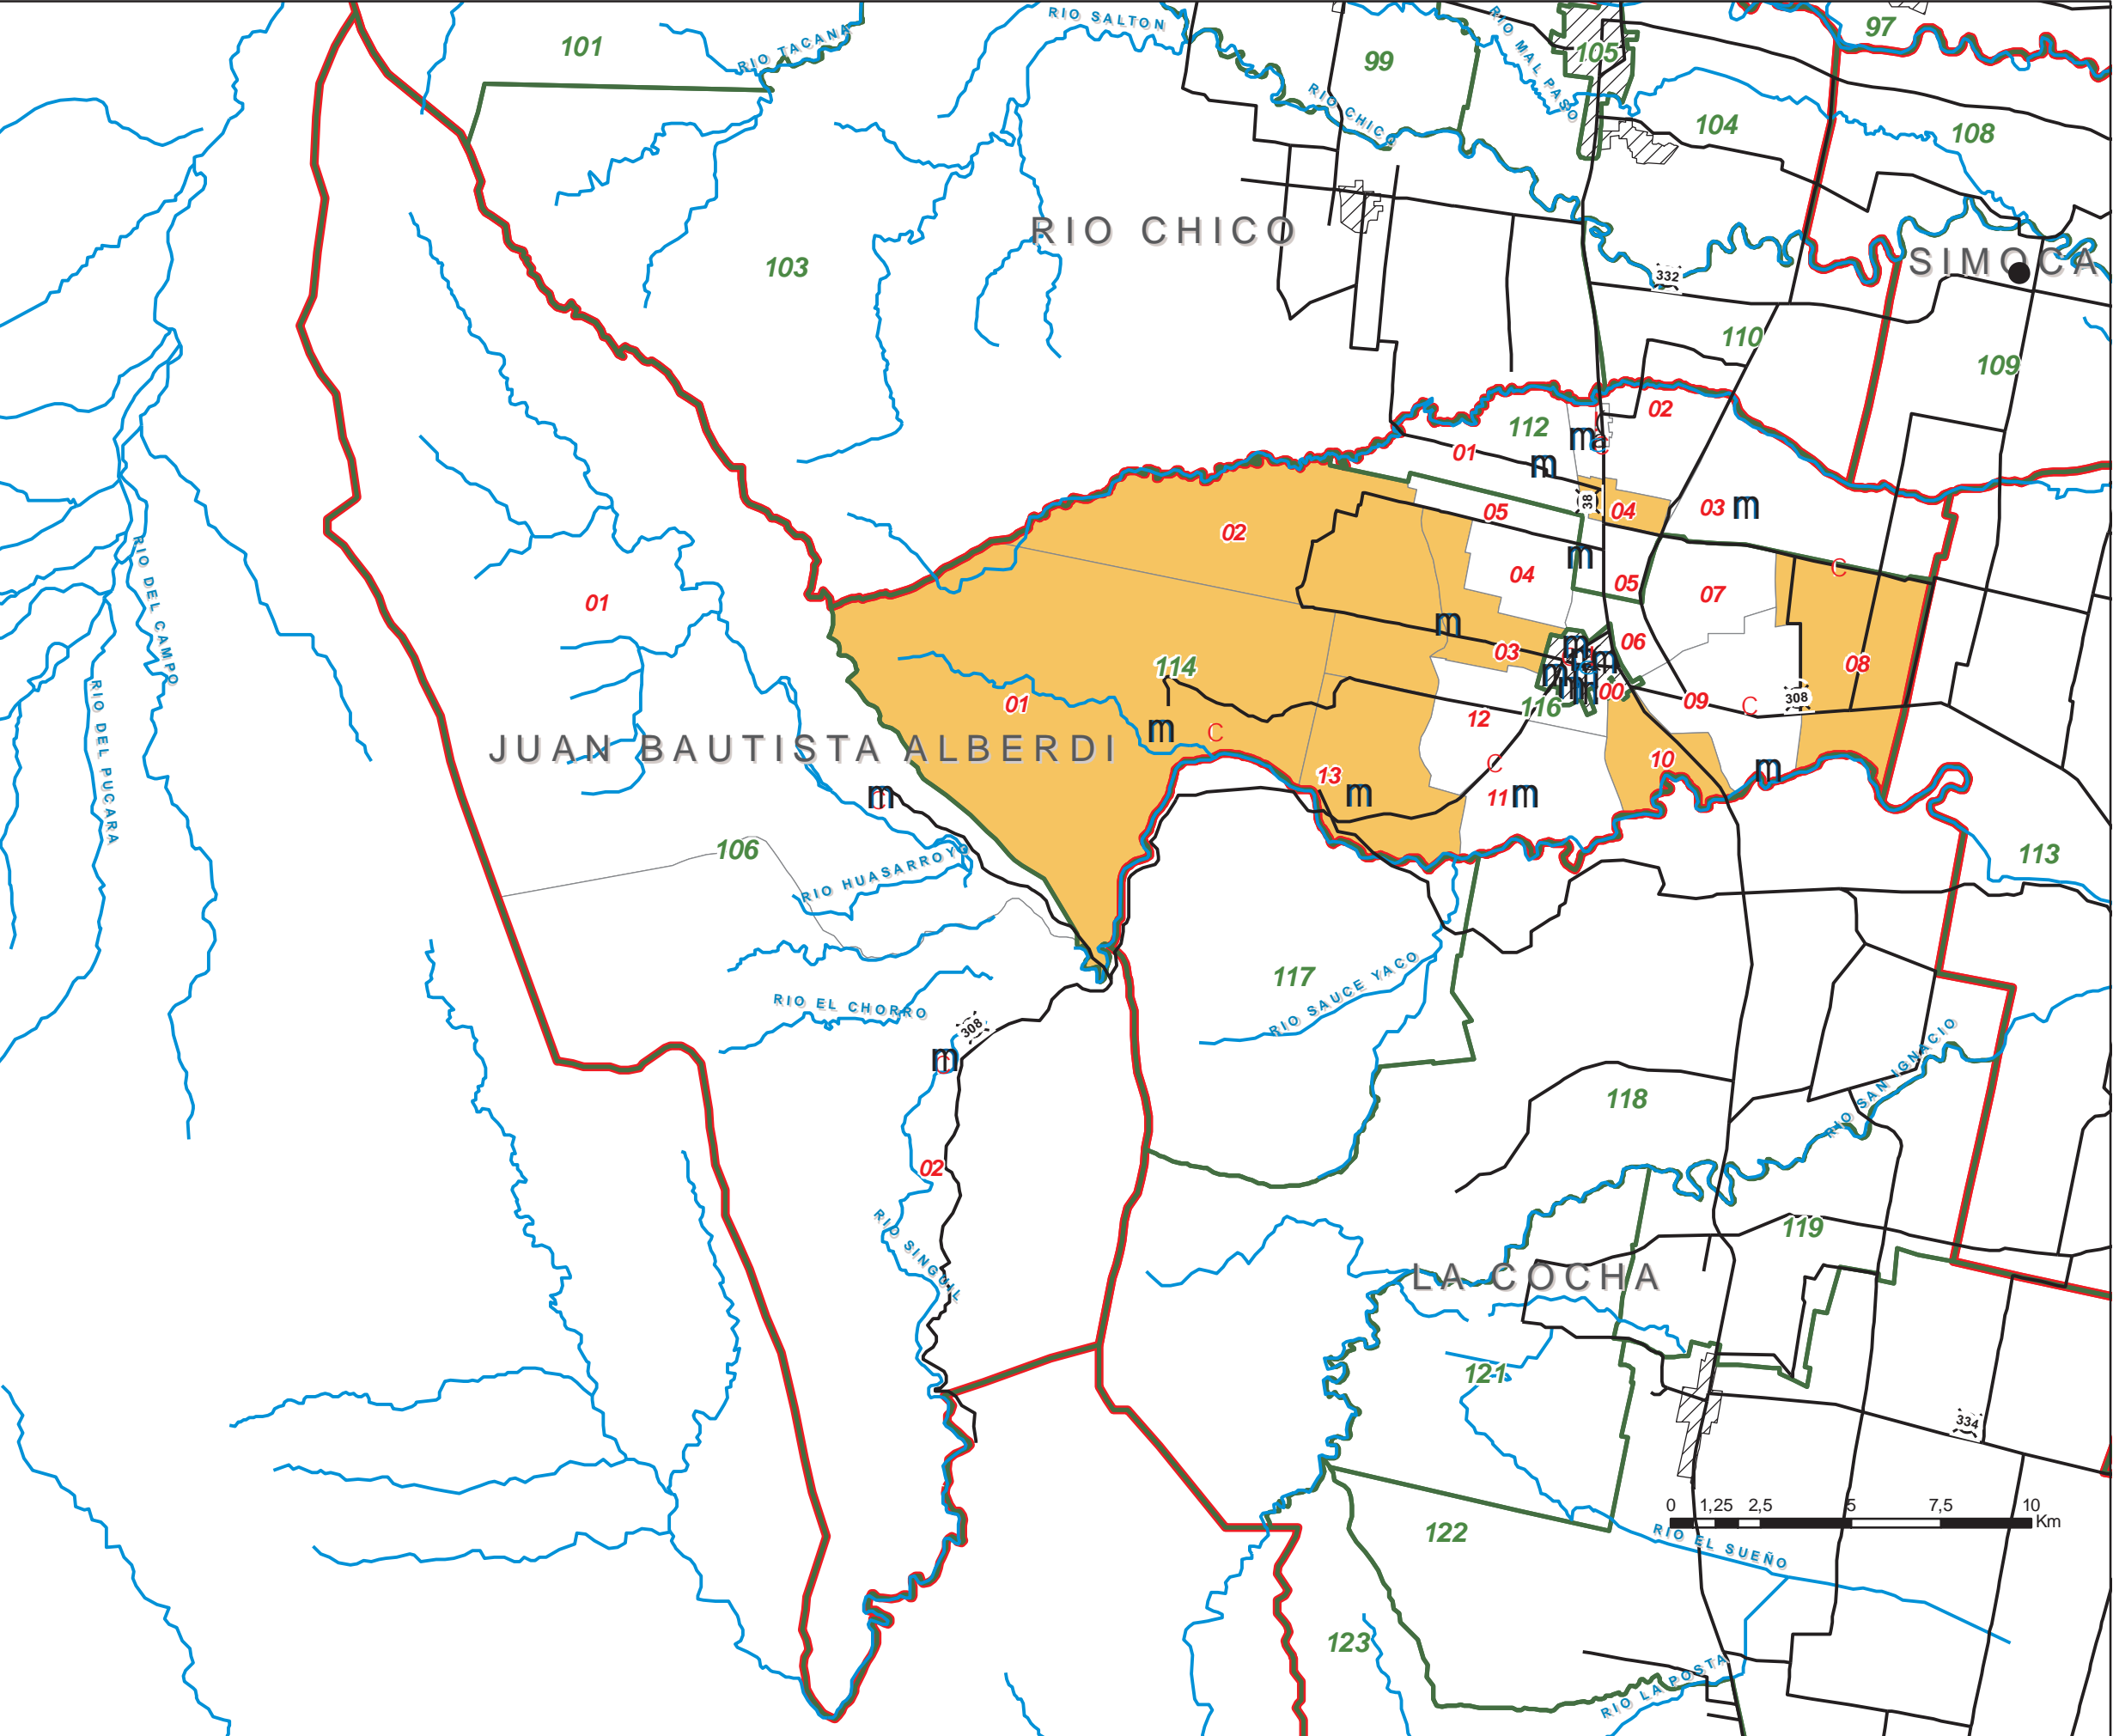 RIO SALTON
97
101
RIO TACANA
99
RIO MAL PASO
105
RIO CHICO
104
108
RIO CHICO
103
SIMOCA
332
110
109
02
112
m
e
01
m
38
05
04
03
m
02
m
C
04
05
07
01
RIO DEL CAMPO
m
06
03
m
m
08
114
m
m
m
00
116
09
C
308
01
12
RIO DEL PUCARA
m
C
JUAN BAUTISTA ALBERDI
C
10
m
13
m
11
m
m
C
106
113
RIO HUASARROYO
117
RIO SAUCE YACO
RIO EL CHORRO
308
m
C
RIO SAN IGNACIO
118
02
RIO SINGUIL
119
LA COCHA
121
334
0 1,25 2,5 5 7,5 10
Km
122
RIO EL SUEÑO
123
RIO LA POSTA